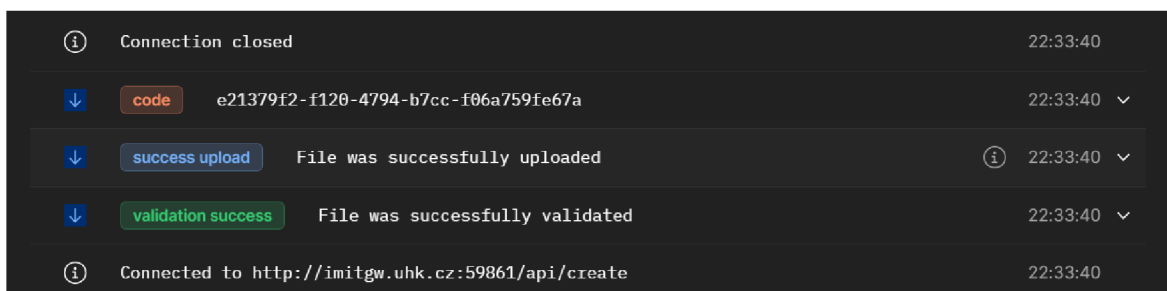 Connection closed 22:33:40
code e21379f2-f120-4794-b7cc-f06a759fe67a 22:33:40
success upload File was successfully uploaded 22:33:40
validation success File was successfully validated 22:33:40
Connected to http://imitgw.uhk.cz:59861/api/create 22:33:40